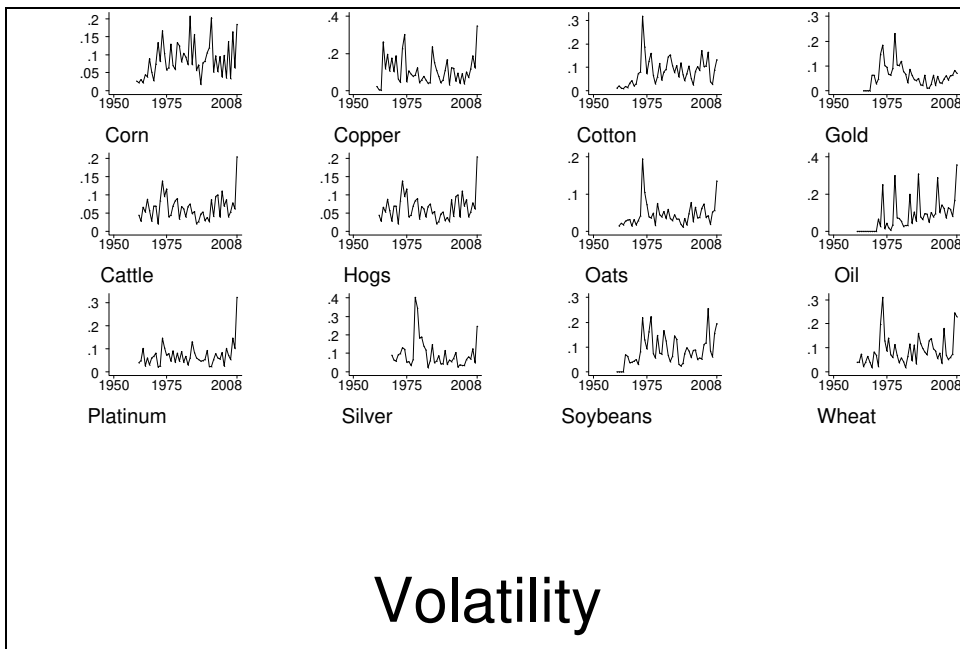 .2 .4 .3 .3
.15 .2
.1 .2 .2
.05 .1 .1
0 0 0 0
1950 1975 2008 1950 1975 2008 1950 1975 2008 1950 1975 2008
Corn Copper Cotton Gold
.2 .2 .2 .4
.15 .15
.1 .1 .1 .2
.05 .05
0 0 0 0
1950 1975 2008 1950 1975 2008 1950 1975 2008 1950 1975 2008
Cattle Hogs Oats Oil
.3 .4 .3 .3
.3
.2 .2 .2 .2
.1 .1 .1 .1
0 0 0 0
1950 1975 2008 1950 1975 2008 1950 1975 2008 1950 1975 2008
Platinum Silver Soybeans Wheat
Volatility